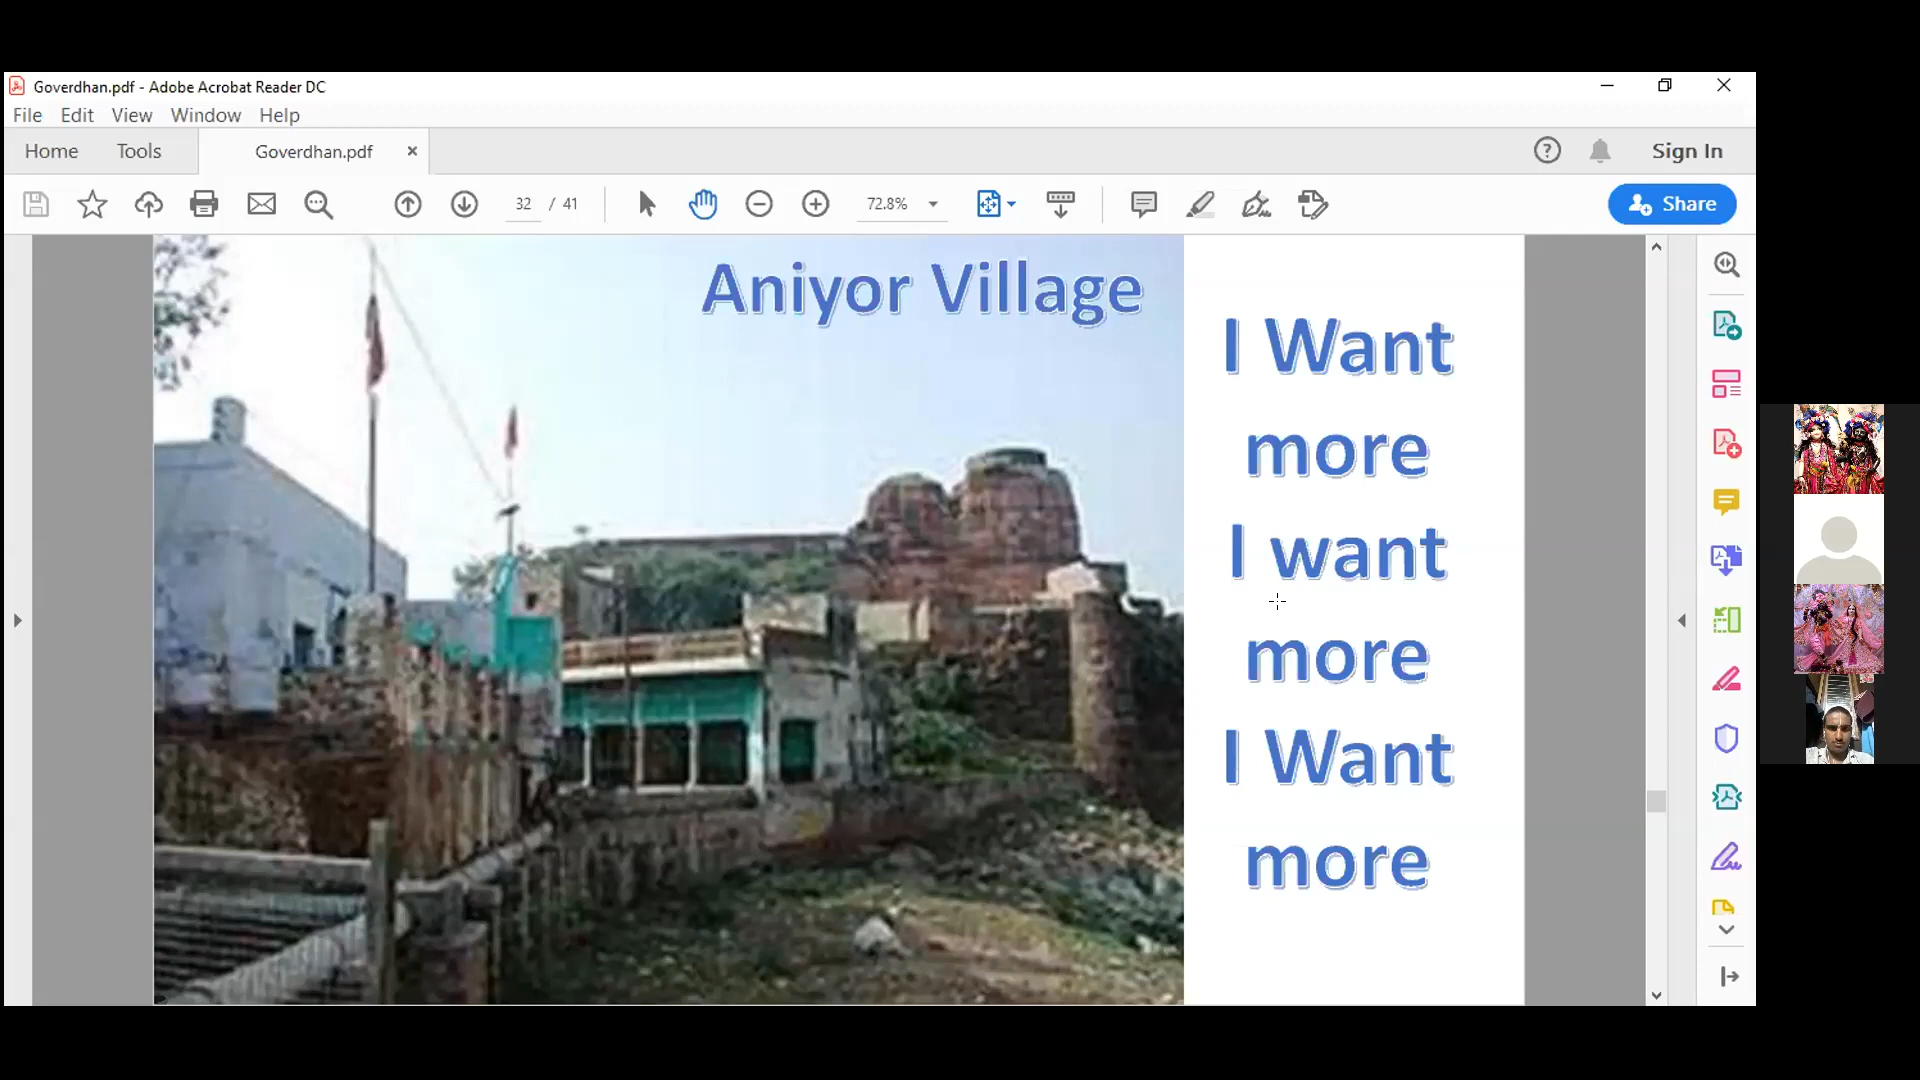 Goverdhan.pdf - Adobe Acrobat Reader DC
File Edit View Window Help
Home Tools Goverdhan.pdf Sign In
32 / 41 72.8% Share
Aniyor Village
I Want
more
I want
more
I Want
more